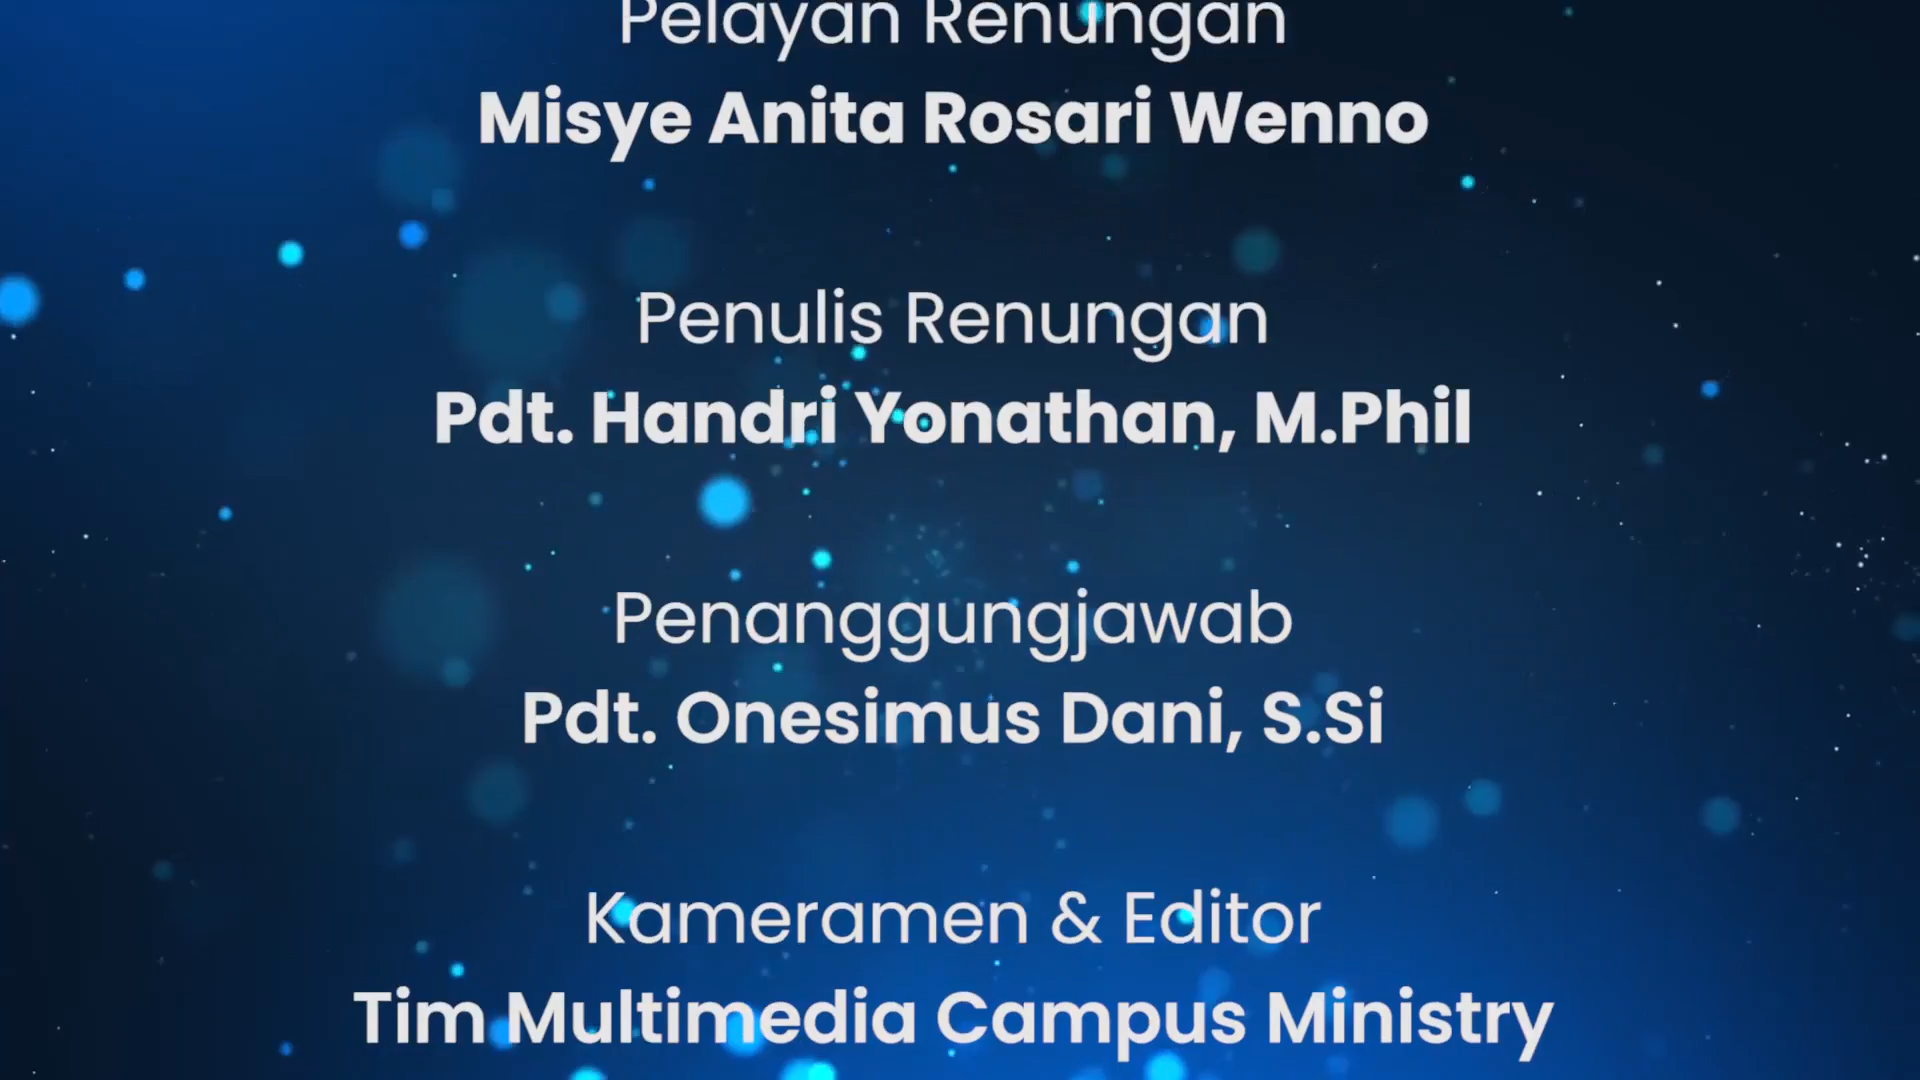 Pelayan Renungan
Misye Anita Rosari Wenno
Penulis Renungan
Pdt. Handri Yonathan, M.Phil
Penanggungjawab
Pdt. Onesimus Dani, S.Si
Kameramen & Editor
Tim Multimedia Campus Ministry